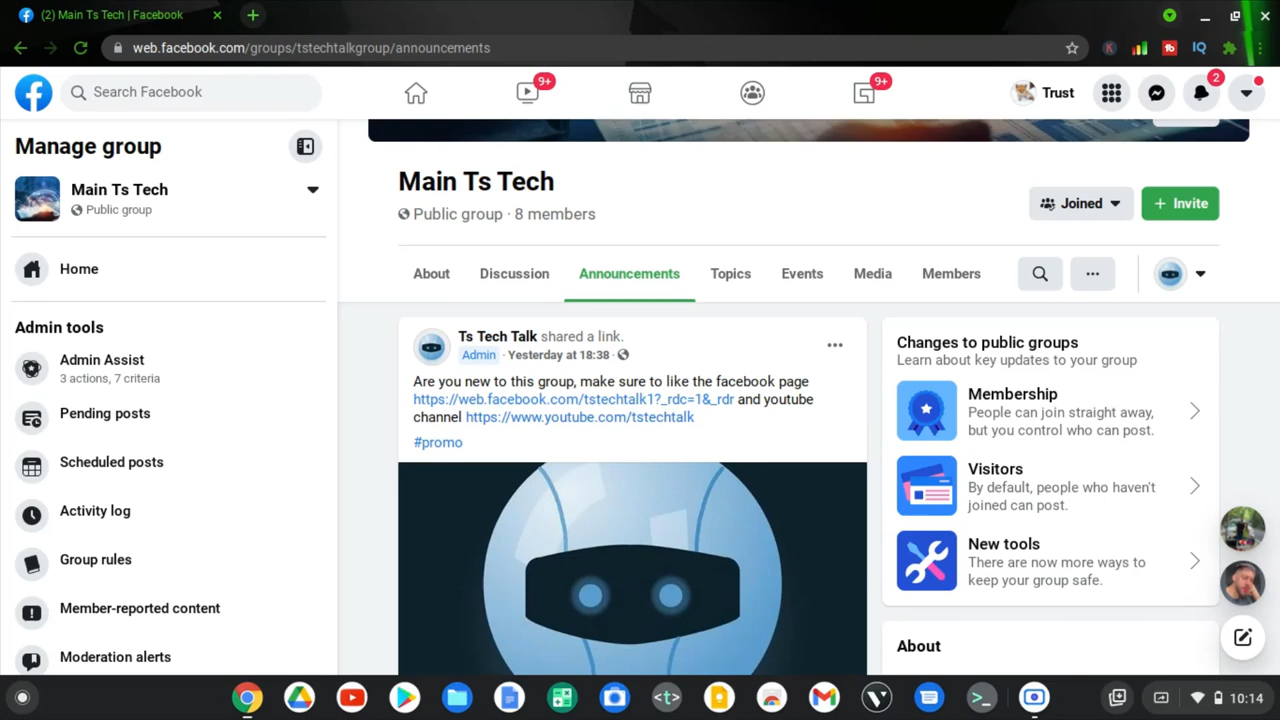 (2) Main Ts Tech | Facebook
web.facebook.com/groups/tstechtalkgroup/announcements
Search Facebook
9+
9+
Trust
2
Manage group
Main Ts Tech
Public group
Home
Admin tools
Admin Assist
3 actions, 7 criteria
Pending posts
Scheduled posts
Activity log
Group rules
Member-reported content
Moderation alerts
Main Ts Tech
Public group · 8 members
Joined
+ Invite
About
Discussion
Announcements
Topics
Events
Media
Members
Ts Tech Talk shared a link.
Admin · Yesterday at 18:38 ·
Are you new to this group, make sure to like the facebook page
https://web.facebook.com/tstechtalk1?_rdc=1&_rdr and youtube
channel https://www.youtube.com/tstechtalk
#promo
Changes to public groups
Learn about key updates to your group
Membership
People can join straight away,
but you control who can post.
Visitors
By default, people who haven't
joined can post.
New tools
There are now more ways to
keep your group safe.
About
10:14